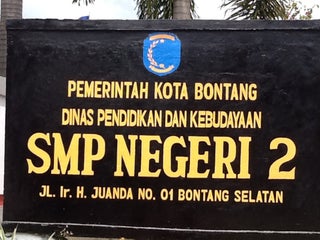 PEMERINTAH KOTA BONTANG
DINAS PENDIDIKAN DAN KEBUDAYAAN
SMP NEGERI 2
JL. Ir. H. JUANDA NO. 01 BONTANG SELATAN